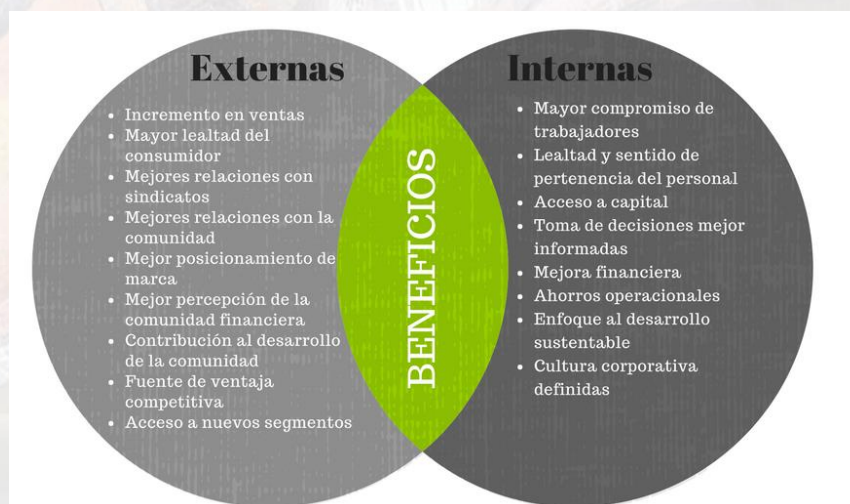 Externas
• Incremento en ventas
• Mayor lealtad del
consumidor
• Mejores relaciones con
sindicatos
• Mejores relaciones con la
comunidad
• Mejor posicionamiento de
marca
• Mejor percepción de la
comunidad financiera
• Contribución al desarrollo
de la comunidad
• Fuente de ventaja
competitiva
• Acceso a nuevos segmentos
BENEFICIOS
Internas
• Mayor compromiso de
trabajadores
• Lealtad y sentido de
pertenencia del personal
• Acceso a capital
• Toma de decisiones mejor
informadas
• Mejora financiera
• Ahorros operacionales
• Enfoque al desarrollo
sustentable
• Cultura corporativa
definidas